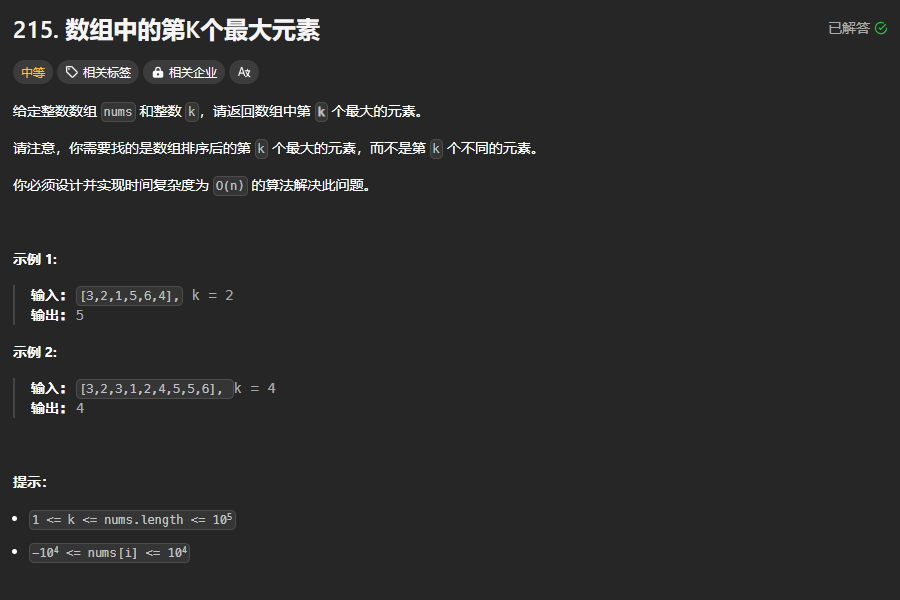 215. 数组中的第K个最大元素
已解答
中等 相关标签 相关企业 Ax
给定整数数组 nums 和整数 k，请返回数组中第 k 个最大的元素。
请注意，你需要找的是数组排序后的第 k 个最大的元素，而不是第 k 个不同的元素。
你必须设计并实现时间复杂度为 O(n) 的算法解决此问题。
示例 1:
输入: [3,2,1,5,6,4], k = 2
输出: 5
示例 2:
输入: [3,2,3,1,2,4,5,5,6], k = 4
输出: 4
提示：
• 1 <= k <= nums.length <= 10⁵
• -10⁴ <= nums[i] <= 10⁴